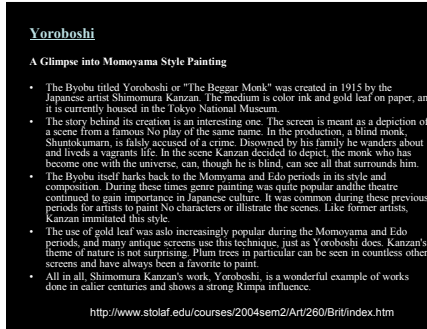 Yoroboshi
A Glimpse into Momoyama Style Painting
• The Byobu titled Yoroboshi or "The Beggar Monk" was created in 1915 by the
Japanese artist Shimomura Kanzan. The medium is color ink and gold leaf on paper, an
it is currently housed in the Tokyo National Museum.
• The story behind its creation is an interesting one. The screen is meant as a depiction of
a scene from a famous No play of the same name. In the production, a blind monk,
Shuntokumarn, is falsly accused of a crime. Disowned by his family he wanders about
and liveds a vagrants life. In the scene Kanzan decided to depict, the monk who has
become one with the universe, can, though he is blind, can see all that surrounds him.
• The Byobu itself harks back to the Momyama and Edo periods in its style and
composition. During these times genre painting was quite popular andthe theatre
continued to gain importance in Japanese culture. It was common during these previous
periods for artists to paint No characters or illustrate the scenes. Like former artists,
Kanzan immitated this style.
• The use of gold leaf was aslo increasingly popular during the Momoyama and Edo
periods, and many antique screens use this technique, just as Yoroboshi does. Kanzan's
theme of nature is not surprising. Plum trees in particular can be seen in countless other
screens and have always been a favorite to paint.
• All in all, Shimomura Kanzan's work, Yoroboshi, is a wonderful example of works
done in ealier centuries and shows a strong Rimpa influence.
http://www.stolaf.edu/courses/2004sem2/Art/260/Brit/index.htm